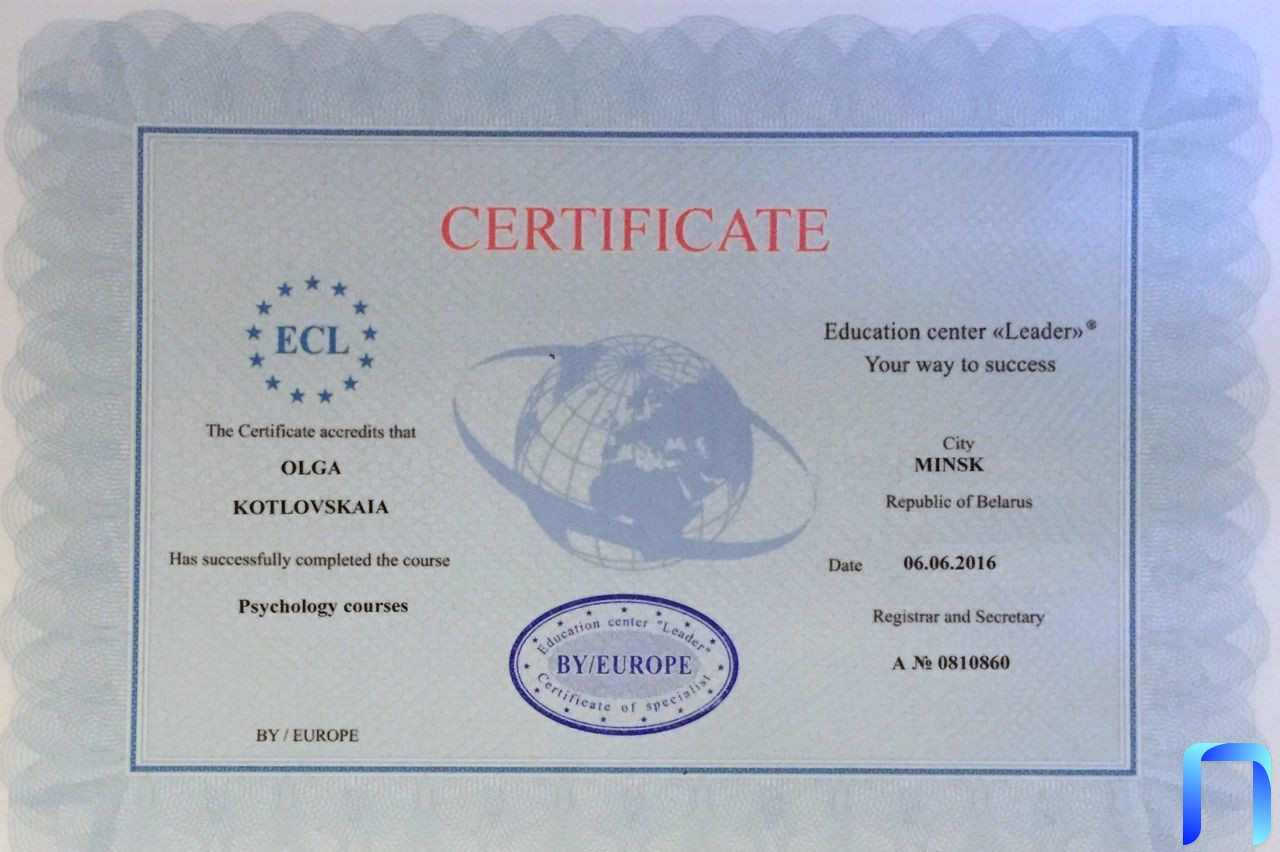 CERTIFICATE
ECL
The Certificate accredits that
OLGA
KOTLOVSKAIA
Has successfully completed the course
Psychology courses
BY / EUROPE
Education center "Leader"
BY/EUROPE
Certificate of specialist
Education center «Leader»®
Your way to success
City
MINSK
Republic of Belarus
Date 06.06.2016
Registrar and Secretary
A № 0810860